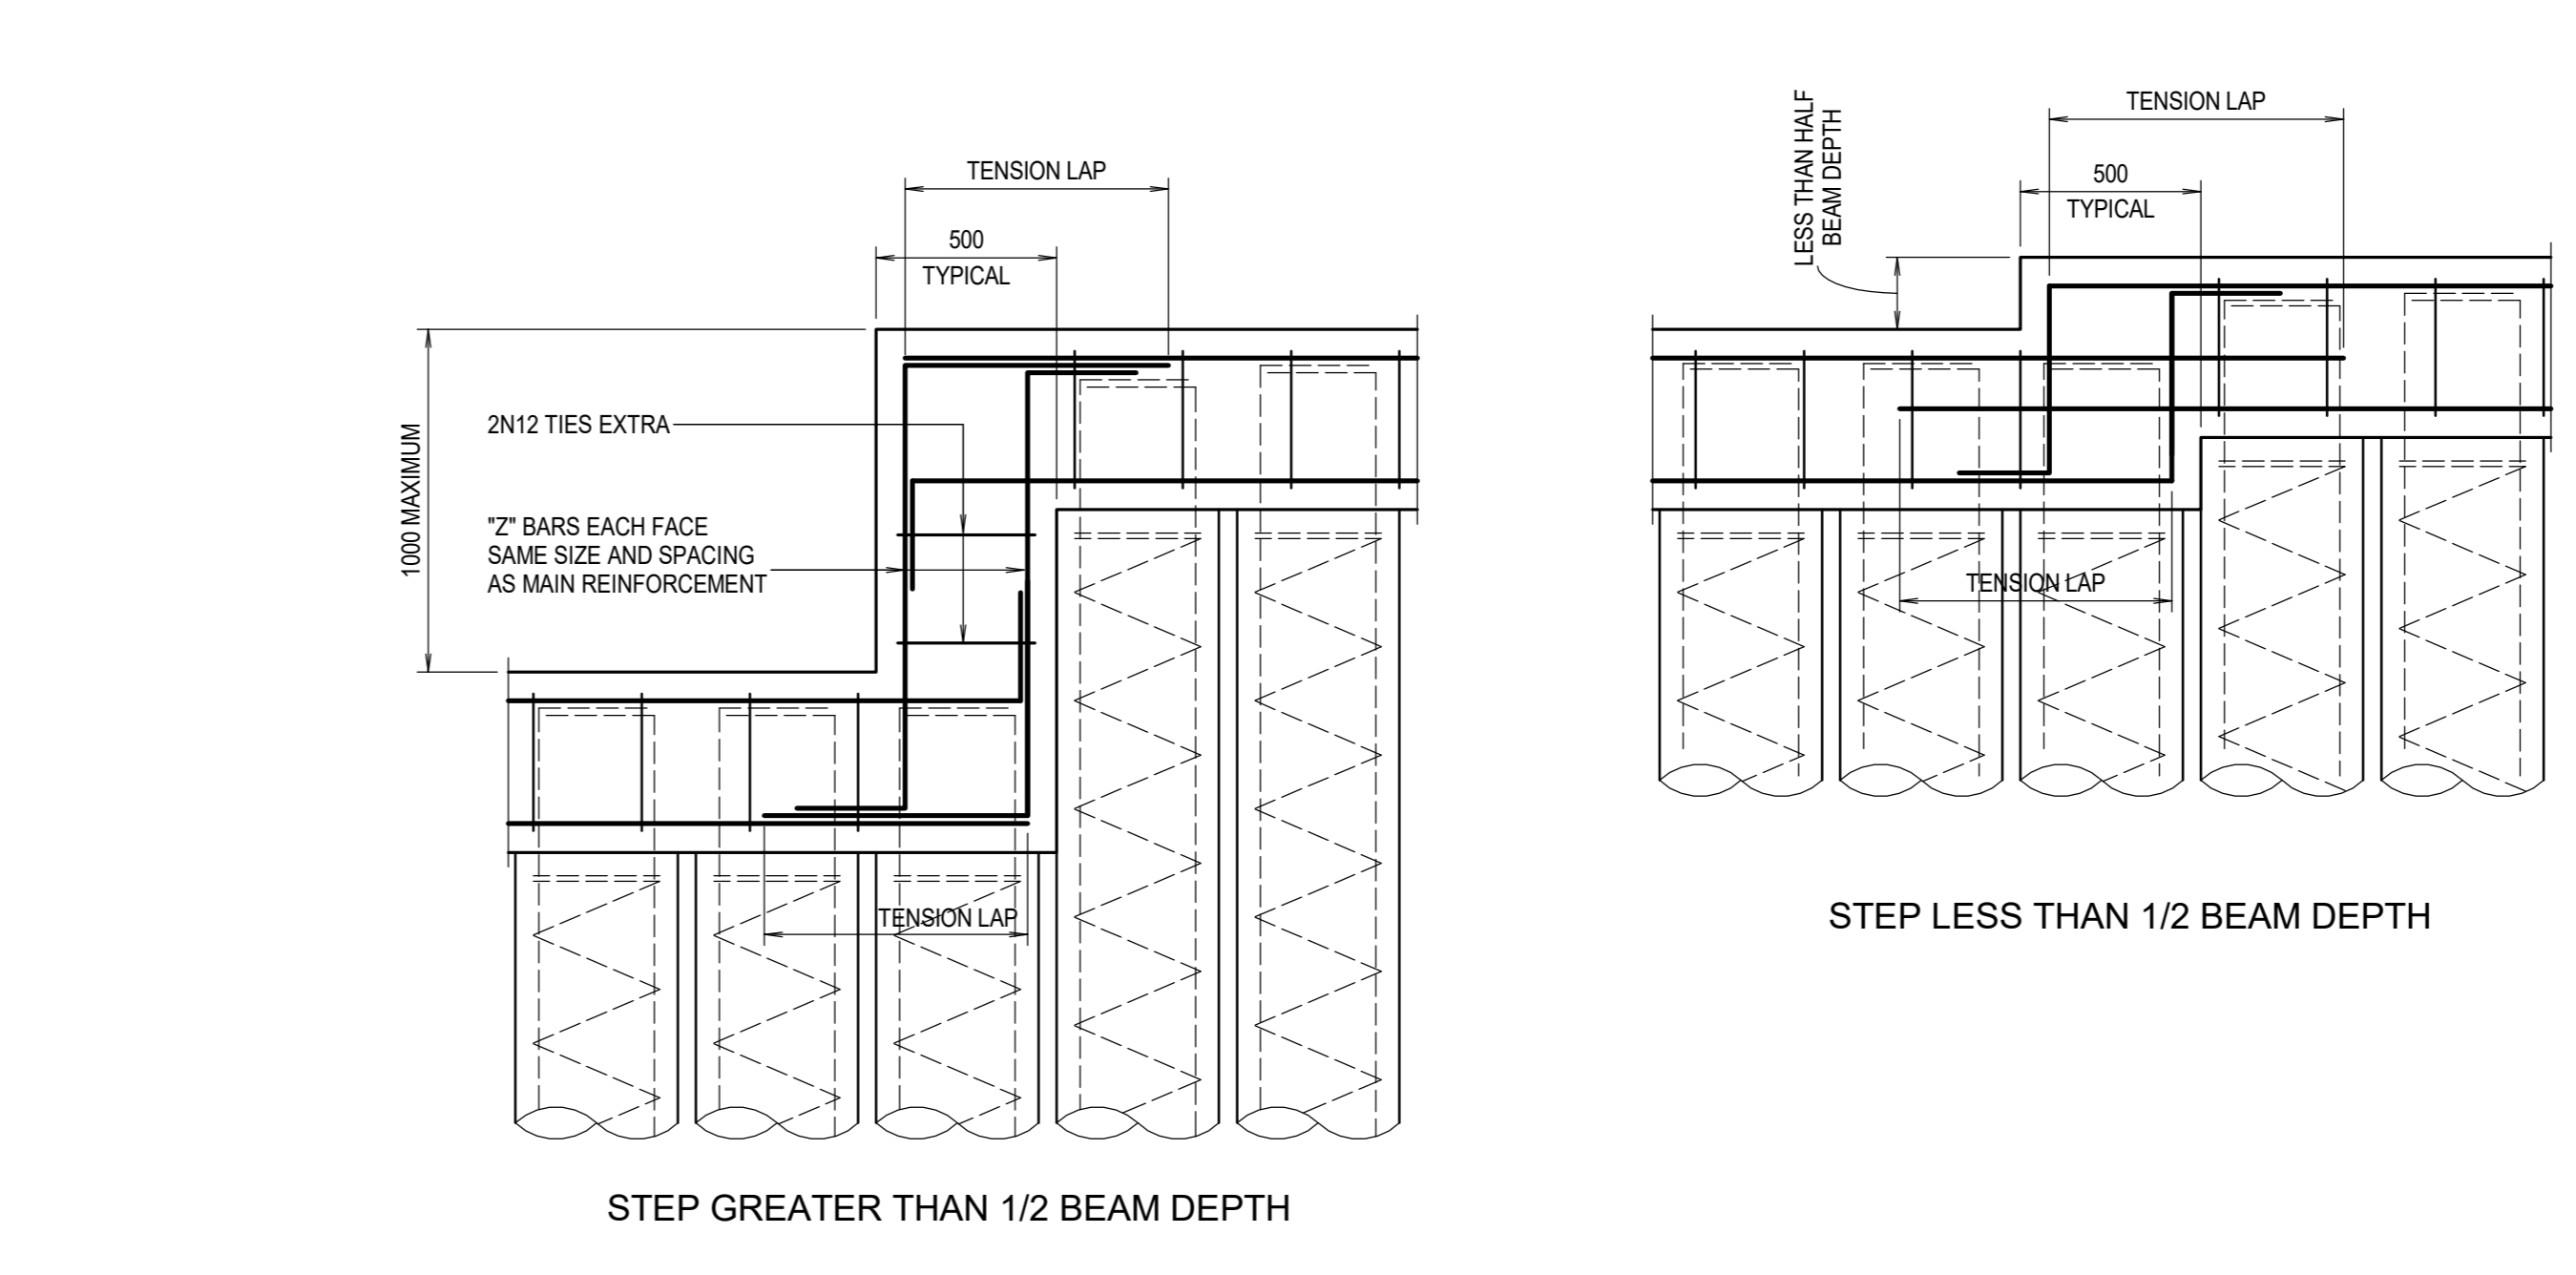 TENSION LAP
500
TYPICAL
2N12 TIES EXTRA
1000 MAXIMUM
"Z" BARS EACH FACE
SAME SIZE AND SPACING
AS MAIN REINFORCEMENT
TENSION LAP
STEP GREATER THAN 1/2 BEAM DEPTH
LESS THAN HALF
BEAM DEPTH
TENSION LAP
500
TYPICAL
TENSION LAP
STEP LESS THAN 1/2 BEAM DEPTH